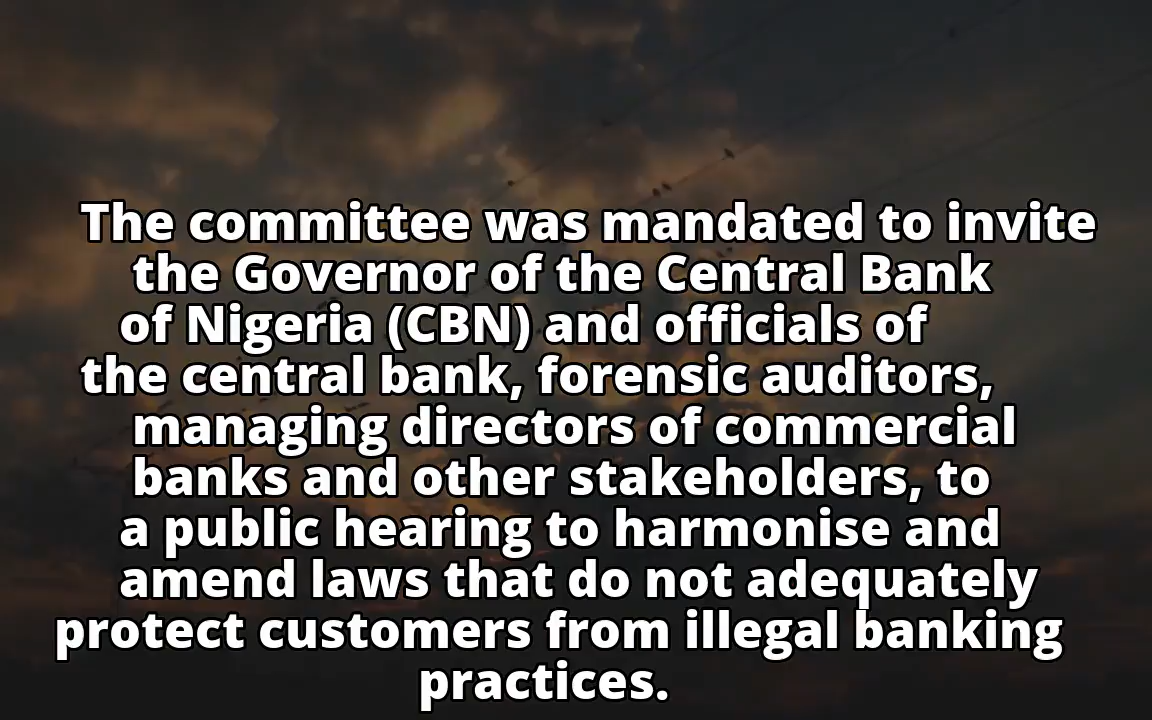 The committee was mandated to invite
the Governor of the Central Bank
of Nigeria (CBN) and officials of
the central bank, forensic auditors,
managing directors of commercial
banks and other stakeholders, to
a public hearing to harmonise and
amend laws that do not adequately
protect customers from illegal banking
practices.